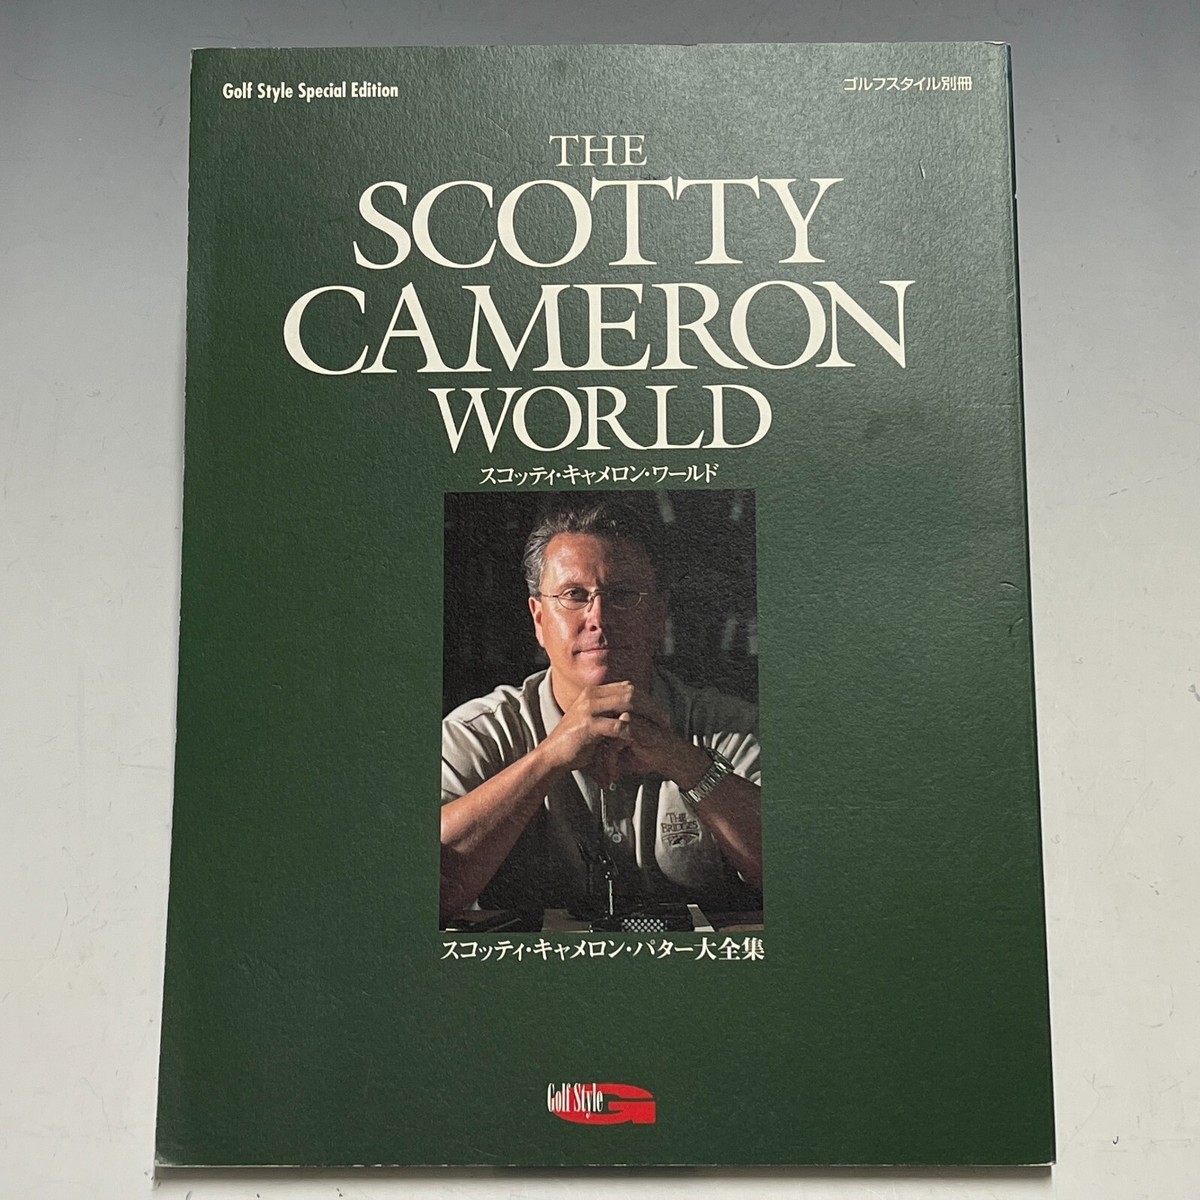 Golf Style Special Edition
ゴルフスタイル別冊
THE
SCOTTY
CAMERON
WORLD
スコッティ・キャメロン・ワールド
THE
BRIDGES
スコッティ・キャメロン・パター大全集
Golf Style
G